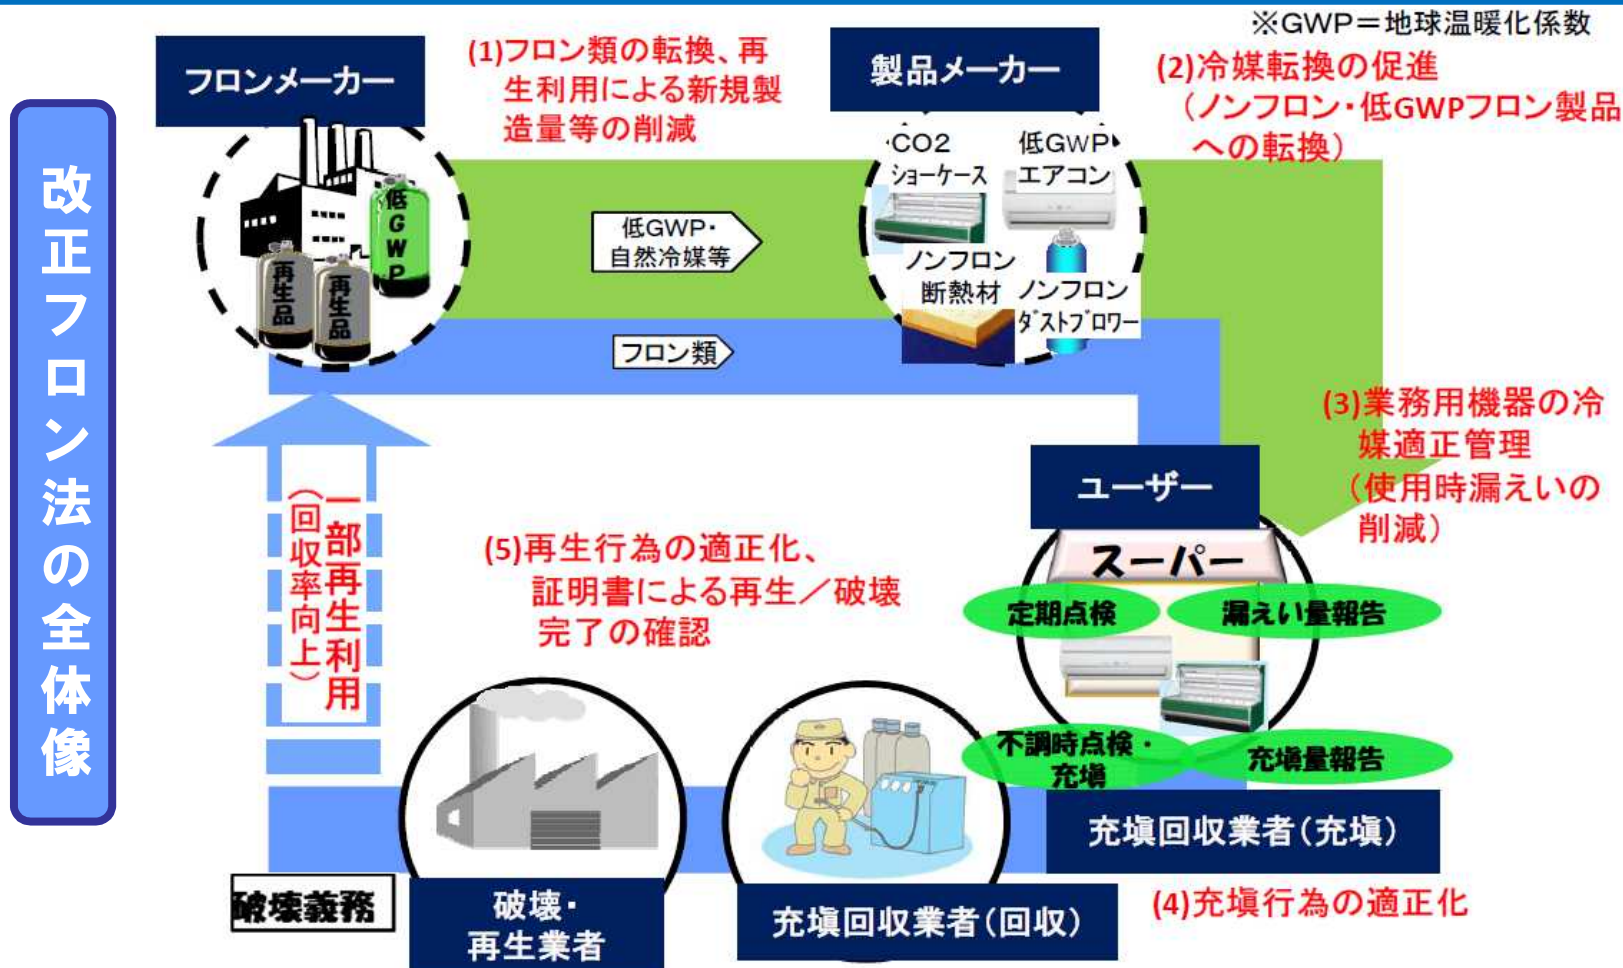 ※GWP＝地球温暖化係数
改正フロン法の全体像
フロンメーカー
(1)フロン類の転換、再
生利用による新規製
造量等の削減
製品メーカー
(2)冷媒転換の促進
（ノンフロン・低GWPフロン製品
への転換）
低GWP
再生品
再生品
低GWP・
自然冷媒等
フロン類
CO2
ショーケース
低GWP
エアコン
ノンフロン
断熱材
ノンフロン
ダストブロワー
(3)業務用機器の冷
媒適正管理
（使用時漏えいの
削減）
ユーザー
スーパー
定期点検
漏えい量報告
不調時点検・
充塡
充塡量報告
一部再生利用
（回収率向上）
(5)再生行為の適正化、
証明書による再生／破壊
完了の確認
充塡回収業者（充塡）
(4)充塡行為の適正化
破壊義務
破壊・
再生業者
充塡回収業者（回収）